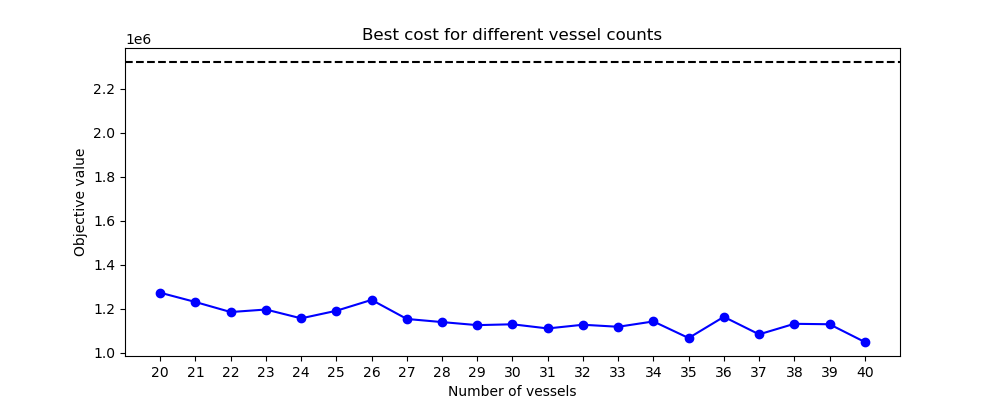 Best cost for different vessel counts
1e6
2.2
2.0
1.8
1.6
1.4
1.2
1.0
Objective value
20 21 22 23 24 25 26 27 28 29 30 31 32 33 34 35 36 37 38 39 40
Number of vessels